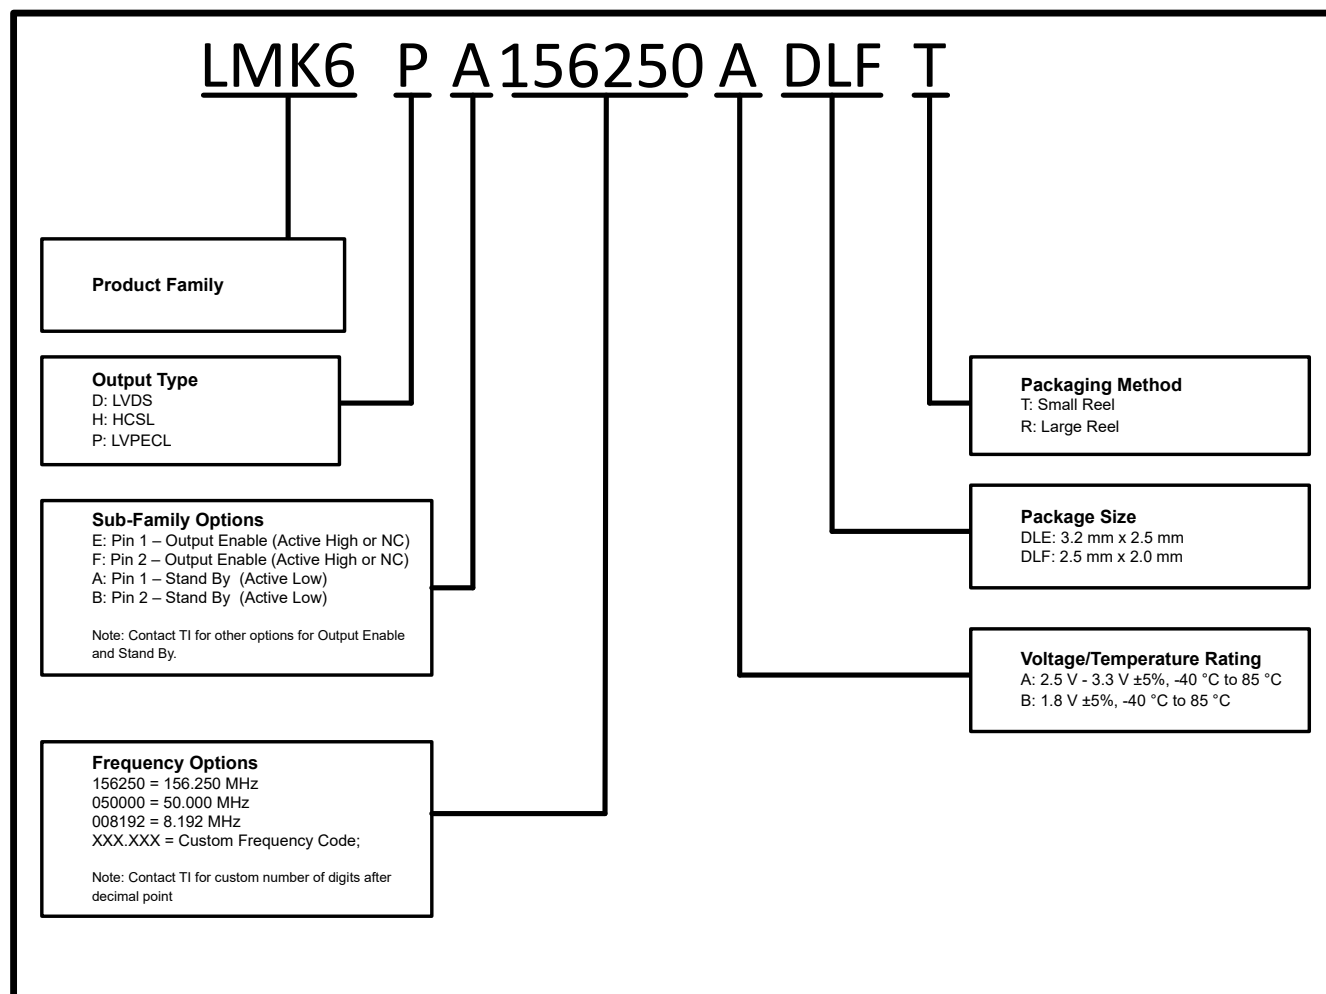 LMK6 P A 156250 A DLF T
Product Family
Output Type
D: LVDS
H: HCSL
P: LVPECL
Sub-Family Options
E: Pin 1 – Output Enable (Active High or NC)
F: Pin 2 – Output Enable (Active High or NC)
A: Pin 1 – Stand By (Active Low)
B: Pin 2 – Stand By (Active Low)
Note: Contact TI for other options for Output Enable
and Stand By.
Frequency Options
156250 = 156.250 MHz
050000 = 50.000 MHz
008192 = 8.192 MHz
XXX.XXX = Custom Frequency Code;
Note: Contact TI for custom number of digits after
decimal point
Packaging Method
T: Small Reel
R: Large Reel
Package Size
DLE: 3.2 mm x 2.5 mm
DLF: 2.5 mm x 2.0 mm
Voltage/Temperature Rating
A: 2.5 V - 3.3 V ±5%, -40 °C to 85 °C
B: 1.8 V ±5%, -40 °C to 85 °C